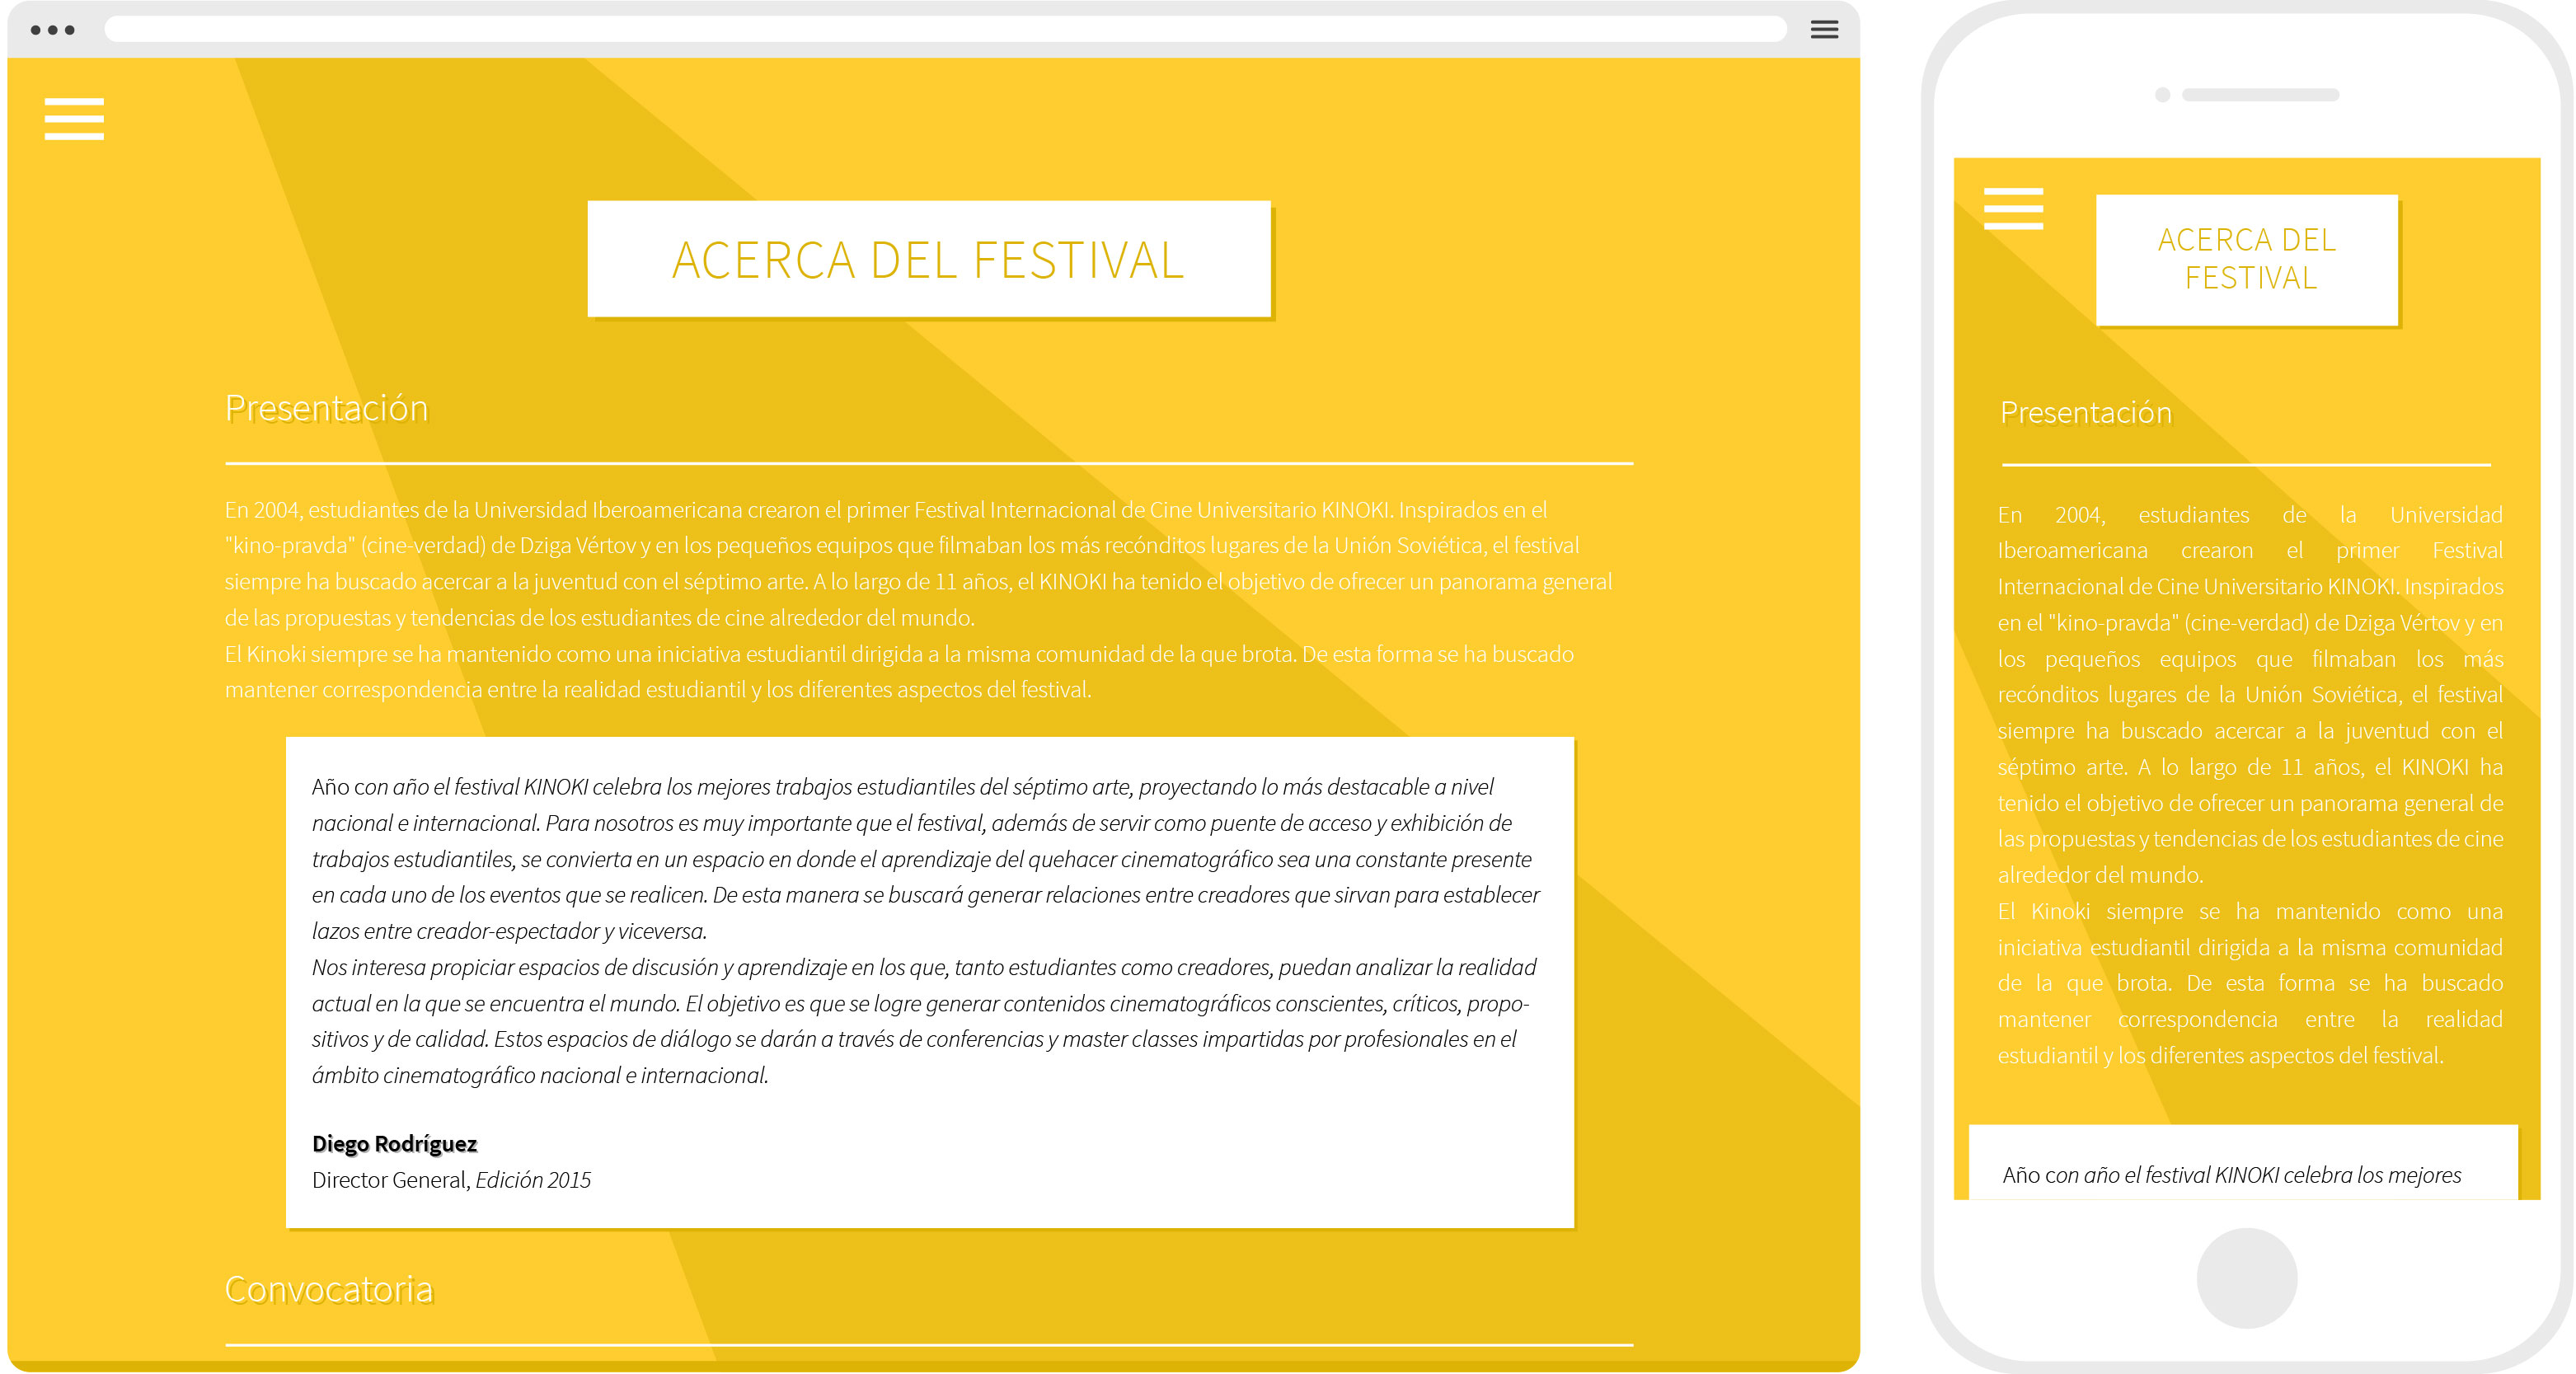 ACERCA DEL FESTIVAL
Presentación
En 2004, estudiantes de la Universidad Iberoamericana crearon el primer Festival Internacional de Cine Universitario KINOKI. Inspirados en el
"kino-pravda" (cine-verdad) de Dziga Vértov y en los pequeños equipos que filmaban los más recónditos lugares de la Unión Soviética, el festival
siempre ha buscado acercar a la juventud con el séptimo arte. A lo largo de 11 años, el KINOKI ha tenido el objetivo de ofrecer un panorama general
de las propuestas y tendencias de los estudiantes de cine alrededor del mundo.
El Kinoki siempre se ha mantenido como una iniciativa estudiantil dirigida a la misma comunidad de la que brota. De esta forma se ha buscado
mantener correspondencia entre la realidad estudiantil y los diferentes aspectos del festival.
Año con año el festival KINOKI celebra los mejores trabajos estudiantiles del séptimo arte, proyectando lo más destacable a nivel
nacional e internacional. Para nosotros es muy importante que el festival, además de servir como puente de acceso y exhibición de
trabajos estudiantiles, se convierta en un espacio en donde el aprendizaje del quehacer cinematográfico sea una constante presente
en cada uno de los eventos que se realicen. De esta manera se buscará generar relaciones entre creadores que sirvan para establecer
lazos entre creador-espectador y viceversa.
Nos interesa propiciar espacios de discusión y aprendizaje en los que, tanto estudiantes como creadores, puedan analizar la realidad
actual en la que se encuentra el mundo. El objetivo es que se logre generar contenidos cinematográficos conscientes, críticos, propo-
sitivos y de calidad. Estos espacios de diálogo se darán a través de conferencias y master classes impartidas por profesionales en el
ámbito cinematográfico nacional e internacional.
Diego Rodríguez
Director General, Edición 2015
Convocatoria
ACERCA DEL
FESTIVAL
Presentación
En 2004, estudiantes de la Universidad
Iberoamericana crearon el primer Festival
Internacional de Cine Universitario KINOKI. Inspirados
en el "kino-pravda" (cine-verdad) de Dziga Vértov y en
los pequeños equipos que filmaban los más
recónditos lugares de la Unión Soviética, el festival
siempre ha buscado acercar a la juventud con el
séptimo arte. A lo largo de 11 años, el KINOKI ha
tenido el objetivo de ofrecer un panorama general de
las propuestas y tendencias de los estudiantes de cine
alrededor del mundo.
El Kinoki siempre se ha mantenido como una
iniciativa estudiantil dirigida a la misma comunidad
de la que brota. De esta forma se ha buscado
mantener correspondencia entre la realidad
estudiantil y los diferentes aspectos del festival.
Año con año el festival KINOKI celebra los mejores